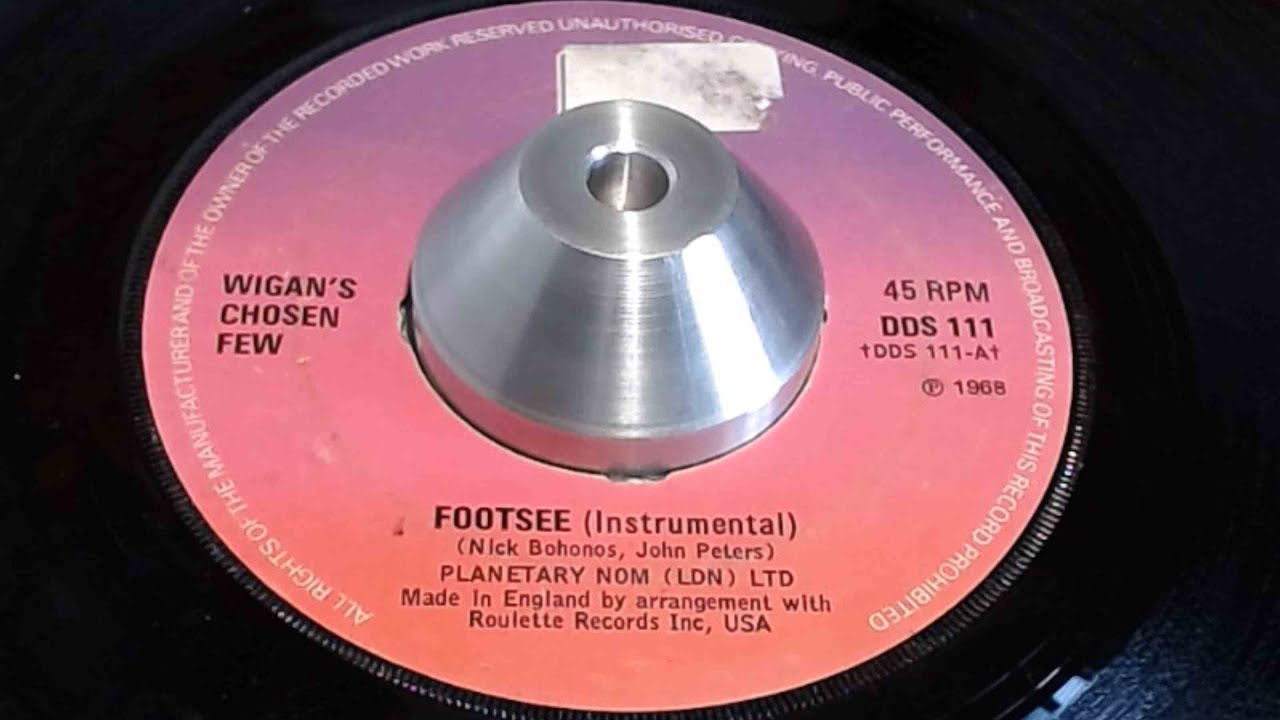 ALL RIGHTS OF THE MANUFACTURER AND OF THE OWNER OF THE RECORDED WORK RESERVED UNAUTHORISED PUBLIC PERFORMANCE AND BROADCASTING OF THIS RECORD PROHIBITED
WIGAN'S
CHOSEN
FEW
45 RPM
DDS 111
†DDS 111-A†
℗ 1968
FOOTSEE (Instrumental)
(Nick Bohonos, John Peters)
PLANETARY NOM (LDN) LTD
Made in England by arrangement with
Roulette Records Inc, USA